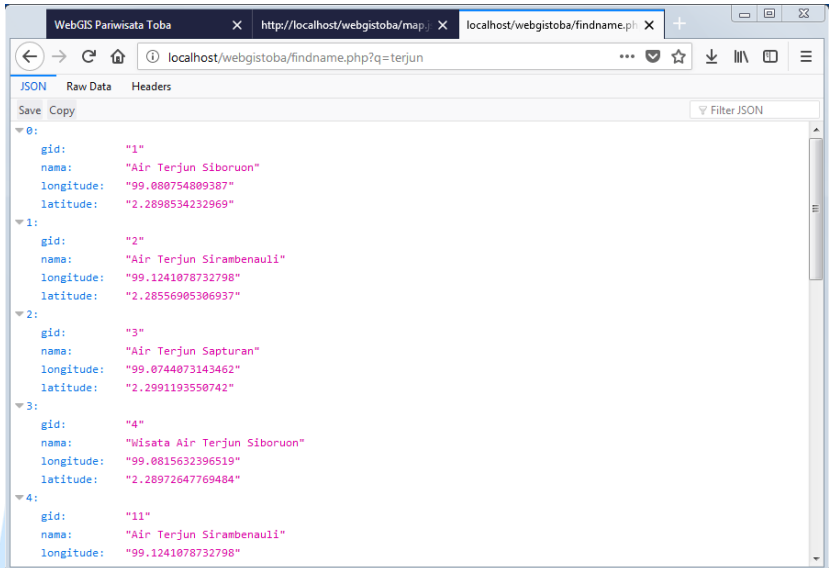 WebGIS Pariwisata Toba
http://localhost/webgistoba/map.j
localhost/webgistoba/findname.ph
localhost/webgistoba/findname.php?q=terjun
JSON Raw Data Headers
Save Copy
Filter JSON
0:
gid: "1"
nama: "Air Terjun Siboruon"
longitude: "99.080754809387"
latitude: "2.2898534232969"
1:
gid: "2"
nama: "Air Terjun Sirambenauli"
longitude: "99.1241078732798"
latitude: "2.28556905306937"
2:
gid: "3"
nama: "Air Terjun Sapturan"
longitude: "99.0744073143462"
latitude: "2.2991193550742"
3:
gid: "4"
nama: "Wisata Air Terjun Siboruon"
longitude: "99.0815632396519"
latitude: "2.28972647769484"
4:
gid: "11"
nama: "Air Terjun Sirambenauli"
longitude: "99.1241078732798"